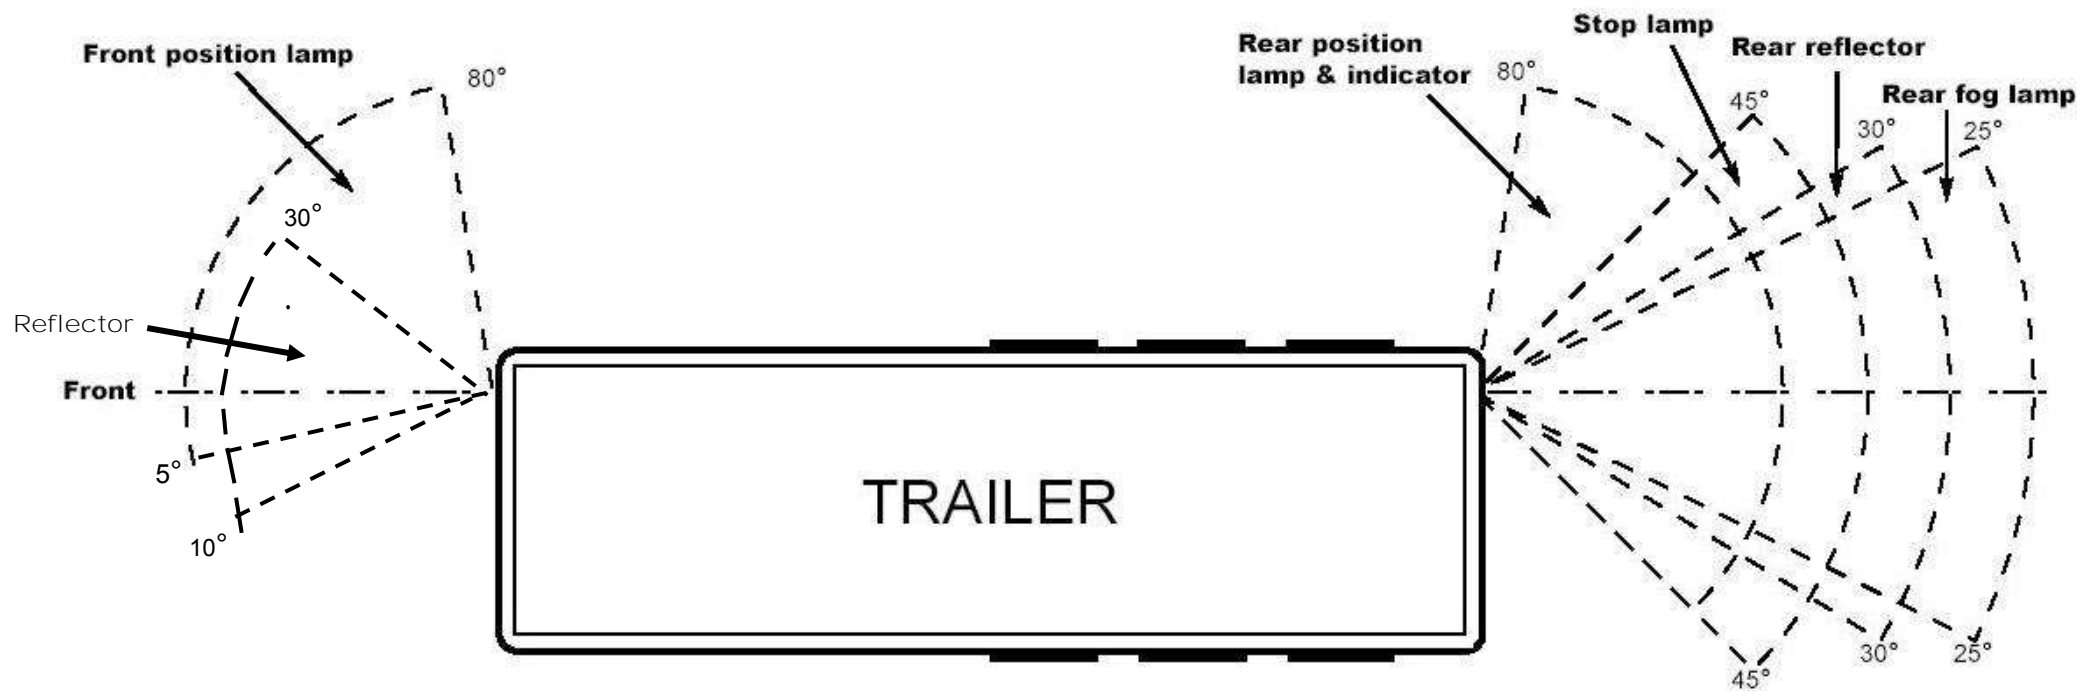 Front position lamp
80°
30°
Reflector
Front
5°
10°
TRAILER
Rear position
lamp & indicator
80°
Stop lamp
45°
Rear reflector
30°
Rear fog lamp
25°
45°
30°
25°